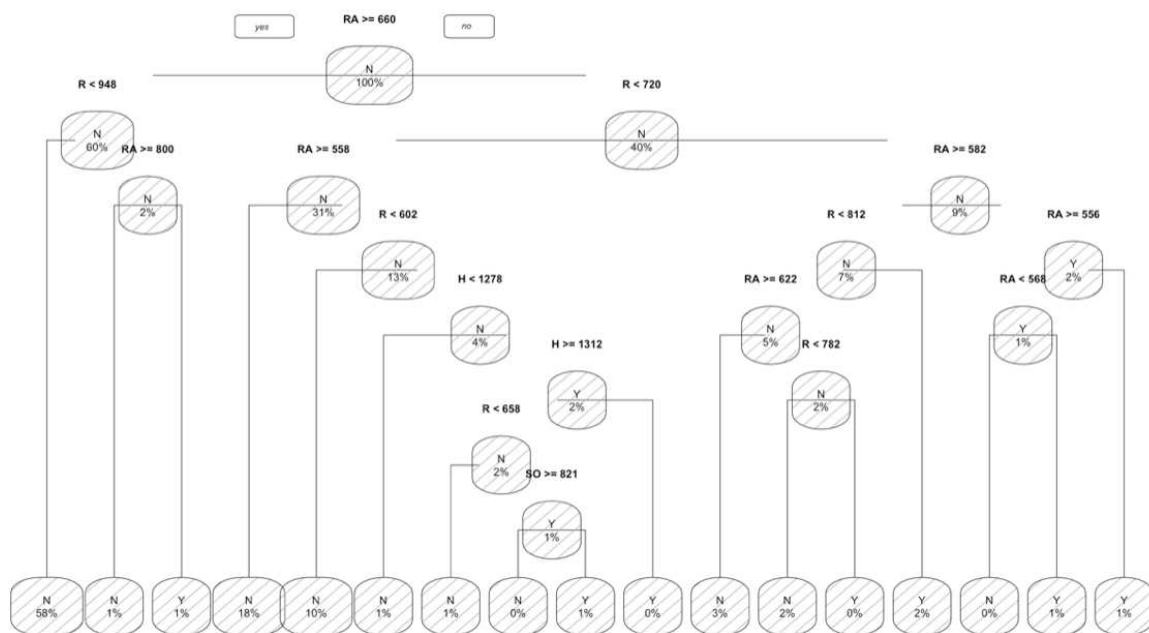 RA >= 660
yes
no
N
100%
R < 948
R < 720
N
60%
N
40%
RA >= 800
RA >= 558
RA >= 582
N
2%
N
31%
N
9%
R < 602
R < 812
RA >= 556
N
13%
N
7%
Y
2%
H < 1278
RA >= 622
RA < 568
N
4%
N
5%
Y
1%
H >= 1312
R < 782
Y
2%
N
2%
R < 658
N
2%
SO >= 821
Y
1%
N N Y N N N N N Y Y N N Y Y N Y Y
58% 1% 1% 18% 10% 1% 1% 0% 1% 0% 3% 2% 0% 2% 0% 1% 1%